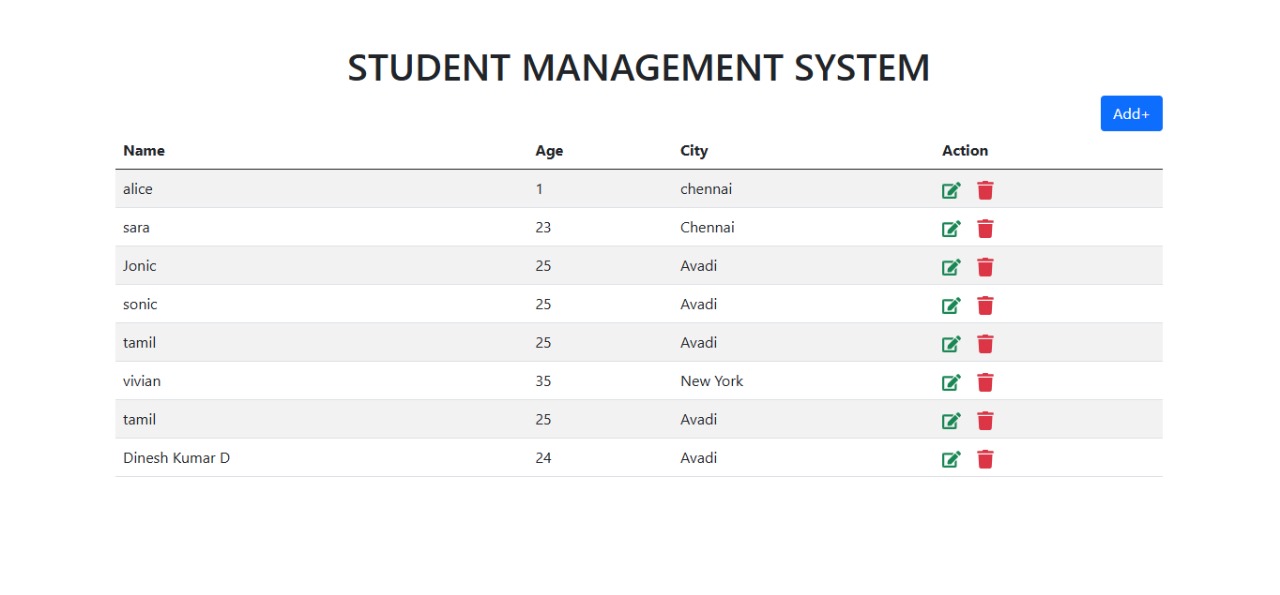 STUDENT MANAGEMENT SYSTEM
Add+
Name Age City Action
alice 1 chennai
sara 23 Chennai
Jonic 25 Avadi
sonic 25 Avadi
tamil 25 Avadi
vivian 35 New York
tamil 25 Avadi
Dinesh Kumar D 24 Avadi